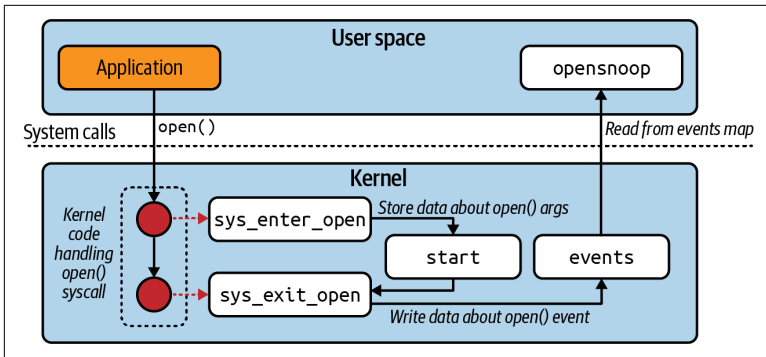 User space
Application
opensnoop
System calls
open()
Read from events map
Kernel
Kernel
code
handling
open()
syscall
sys_enter_open
Store data about open() args
start
events
sys_exit_open
Write data about open() event